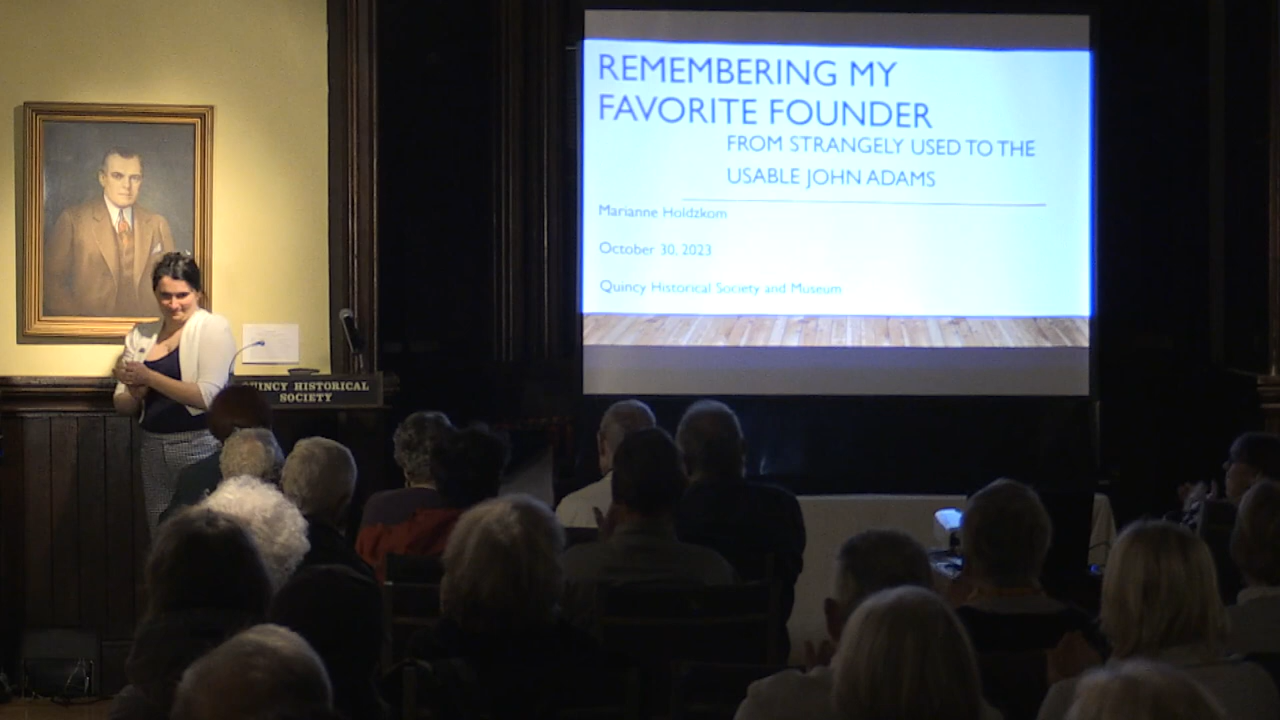 REMEMBERING MY
FAVORITE FOUNDER
FROM STRANGELY USED TO THE
USABLE JOHN ADAMS
Marianne Holdzkom
October 30, 2023
Quincy Historical Society and Museum
QUINCY HISTORICAL
SOCIETY